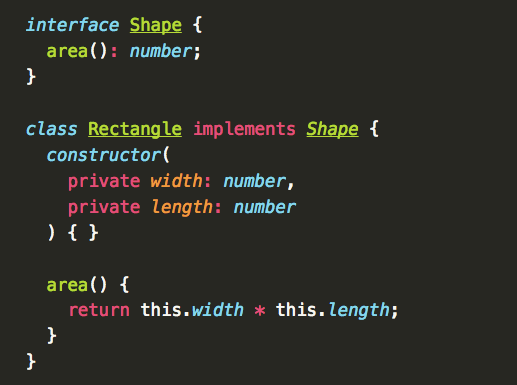 interface Shape {
  area(): number;
}

class Rectangle implements Shape {
  constructor(
    private width: number,
    private length: number
  ) { }

  area() {
    return this.width * this.length;
  }
}